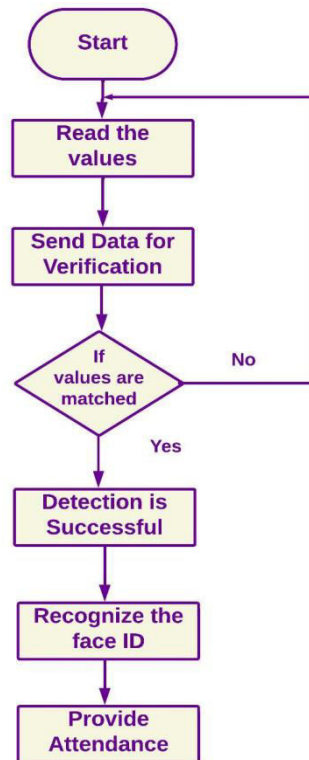 Start
Read the
values
Send Data for
Verification
If
values are
matched
No
Yes
Detection is
Successful
Recognize the
face ID
Provide
Attendance